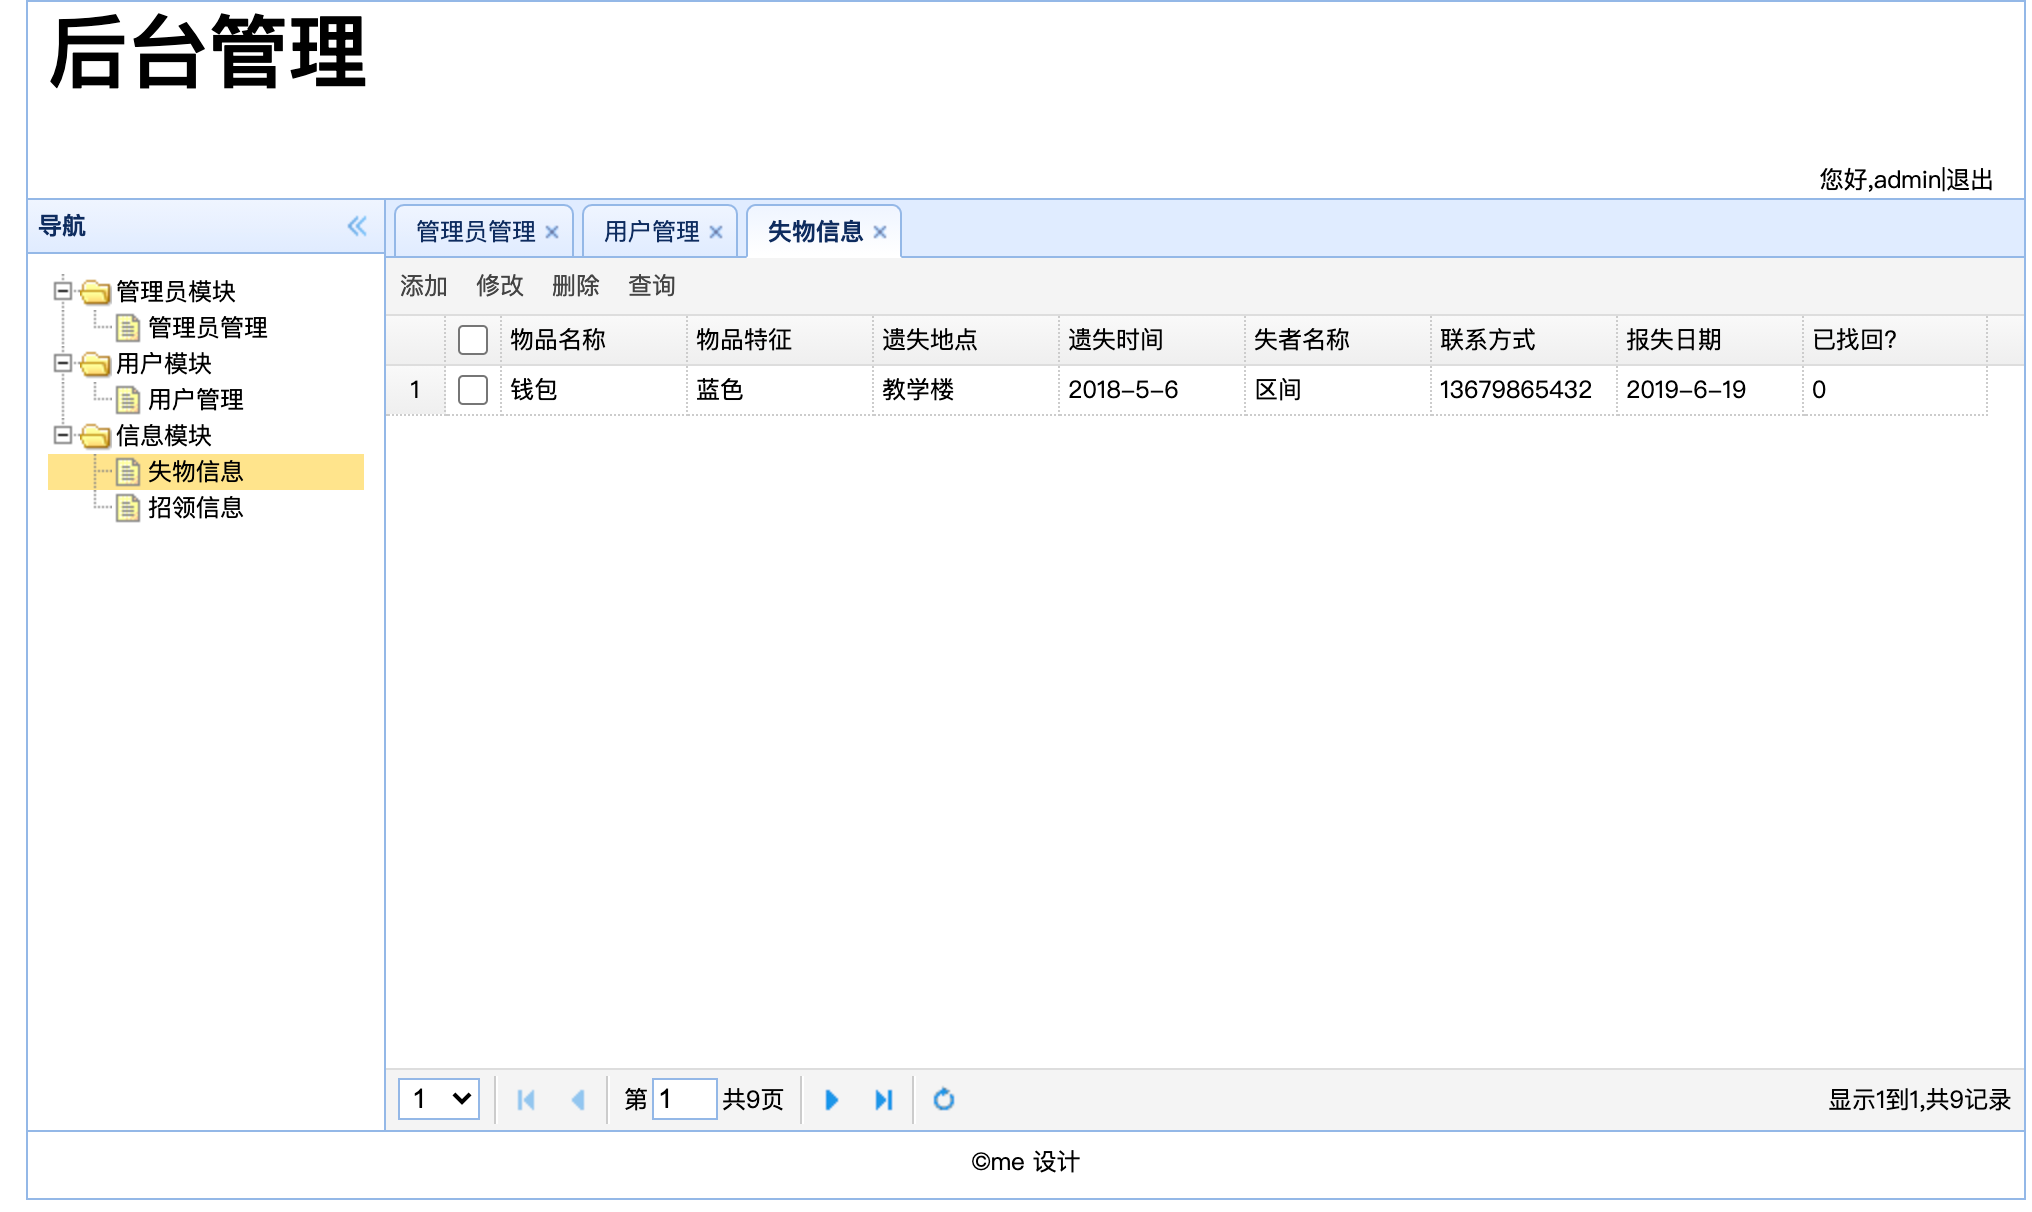 后台管理
您好,admin|退出
导航
管理员模块
管理员管理
用户模块
用户管理
信息模块
失物信息
招领信息
管理员管理 用户管理 失物信息
添加 修改 删除 查询
物品名称 物品特征 遗失地点 遗失时间 失者名称 联系方式 报失日期 已找回?
1 钱包 蓝色 教学楼 2018-5-6 区间 13679865432 2019-6-19 0
1 第 1 共9页 显示1到1,共9记录
©me 设计